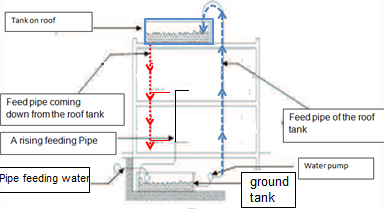 Tank on roof
Feed pipe coming
down from the roof tank
Feed pipe of the roof
tank
A rising feeding Pipe
Water pump
Pipe feeding water
ground
tank